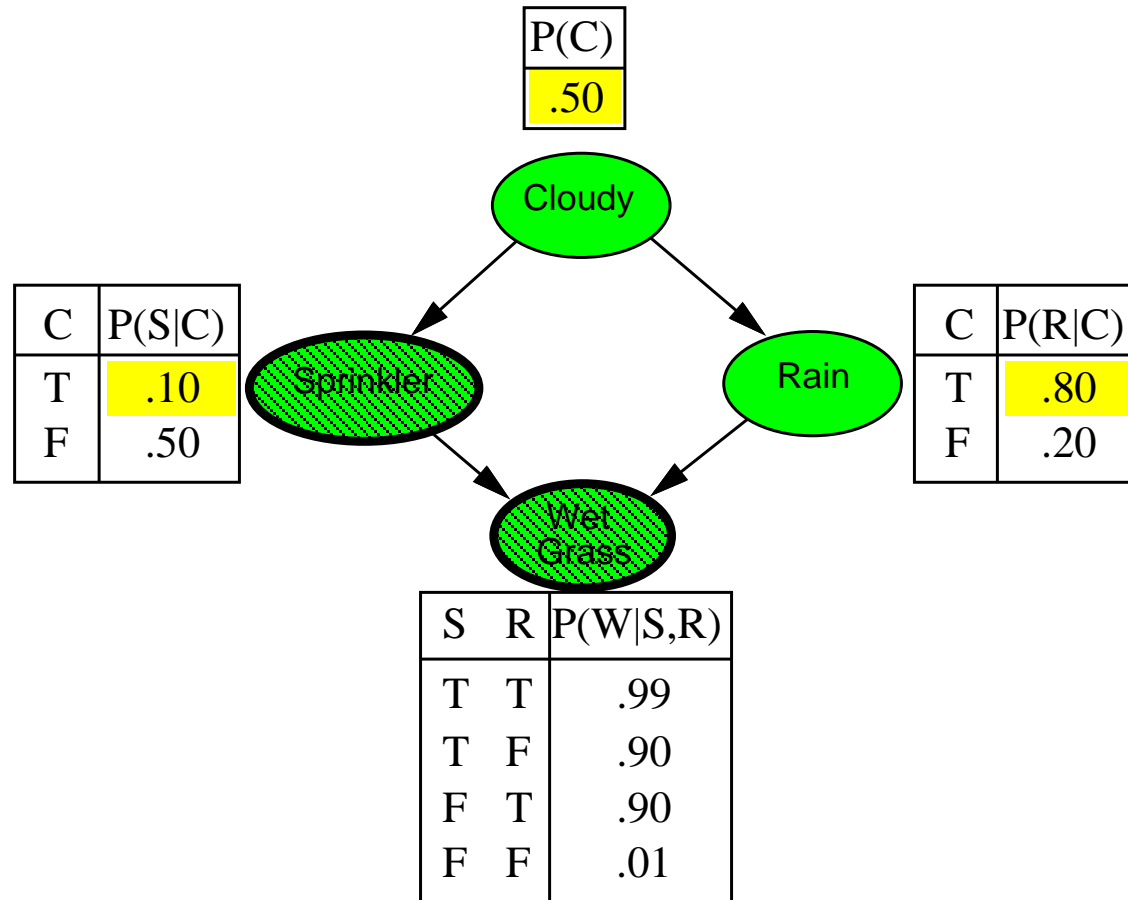 P(C)
.50
Cloudy
C P(S|C)
T .10
F .50
Sprinkler
Rain
C P(R|C)
T .80
F .20
Wet
Grass
S R P(W|S,R)
T T .99
T F .90
F T .90
F F .01